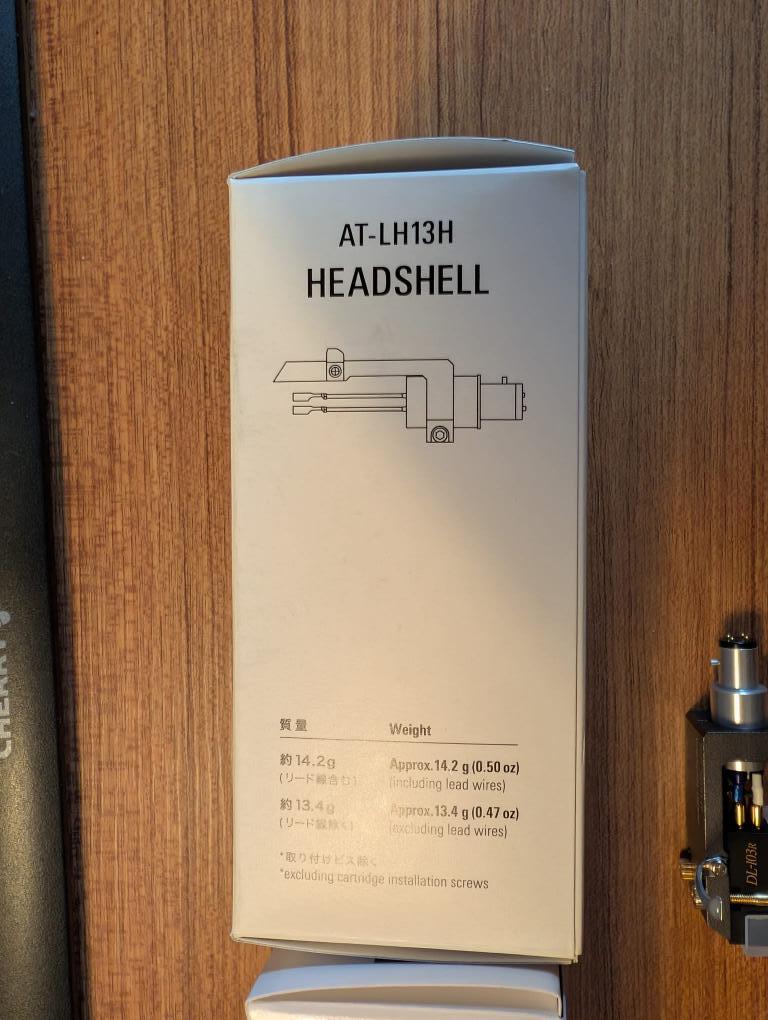 AT-LH13H
HEADSHELL
質量 Weight
約14.2g Approx.14.2 g (0.50 oz)
(リード線含む) (including lead wires)
約13.4g Approx.13.4 g (0.47 oz)
(リード線除く) (excluding lead wires)
*取り付けビス除く
*excluding cartridge installation screws
CHERRY
DL-103R